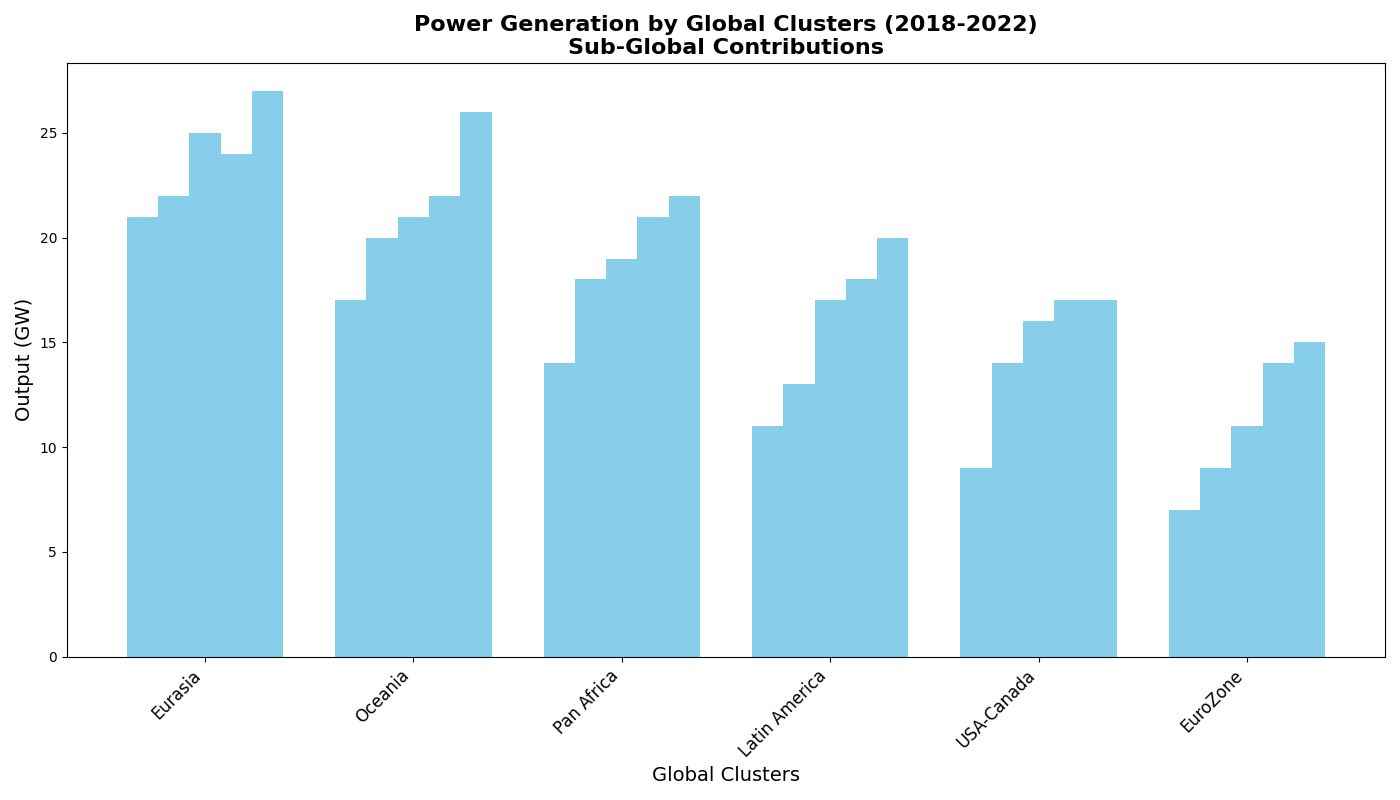 Power Generation by Global Clusters (2018-2022)
Sub-Global Contributions
Output (GW)
25
20
15
10
5
0
Eurasia
Oceania
Pan Africa
Latin America
USA-Canada
EuroZone
Global Clusters